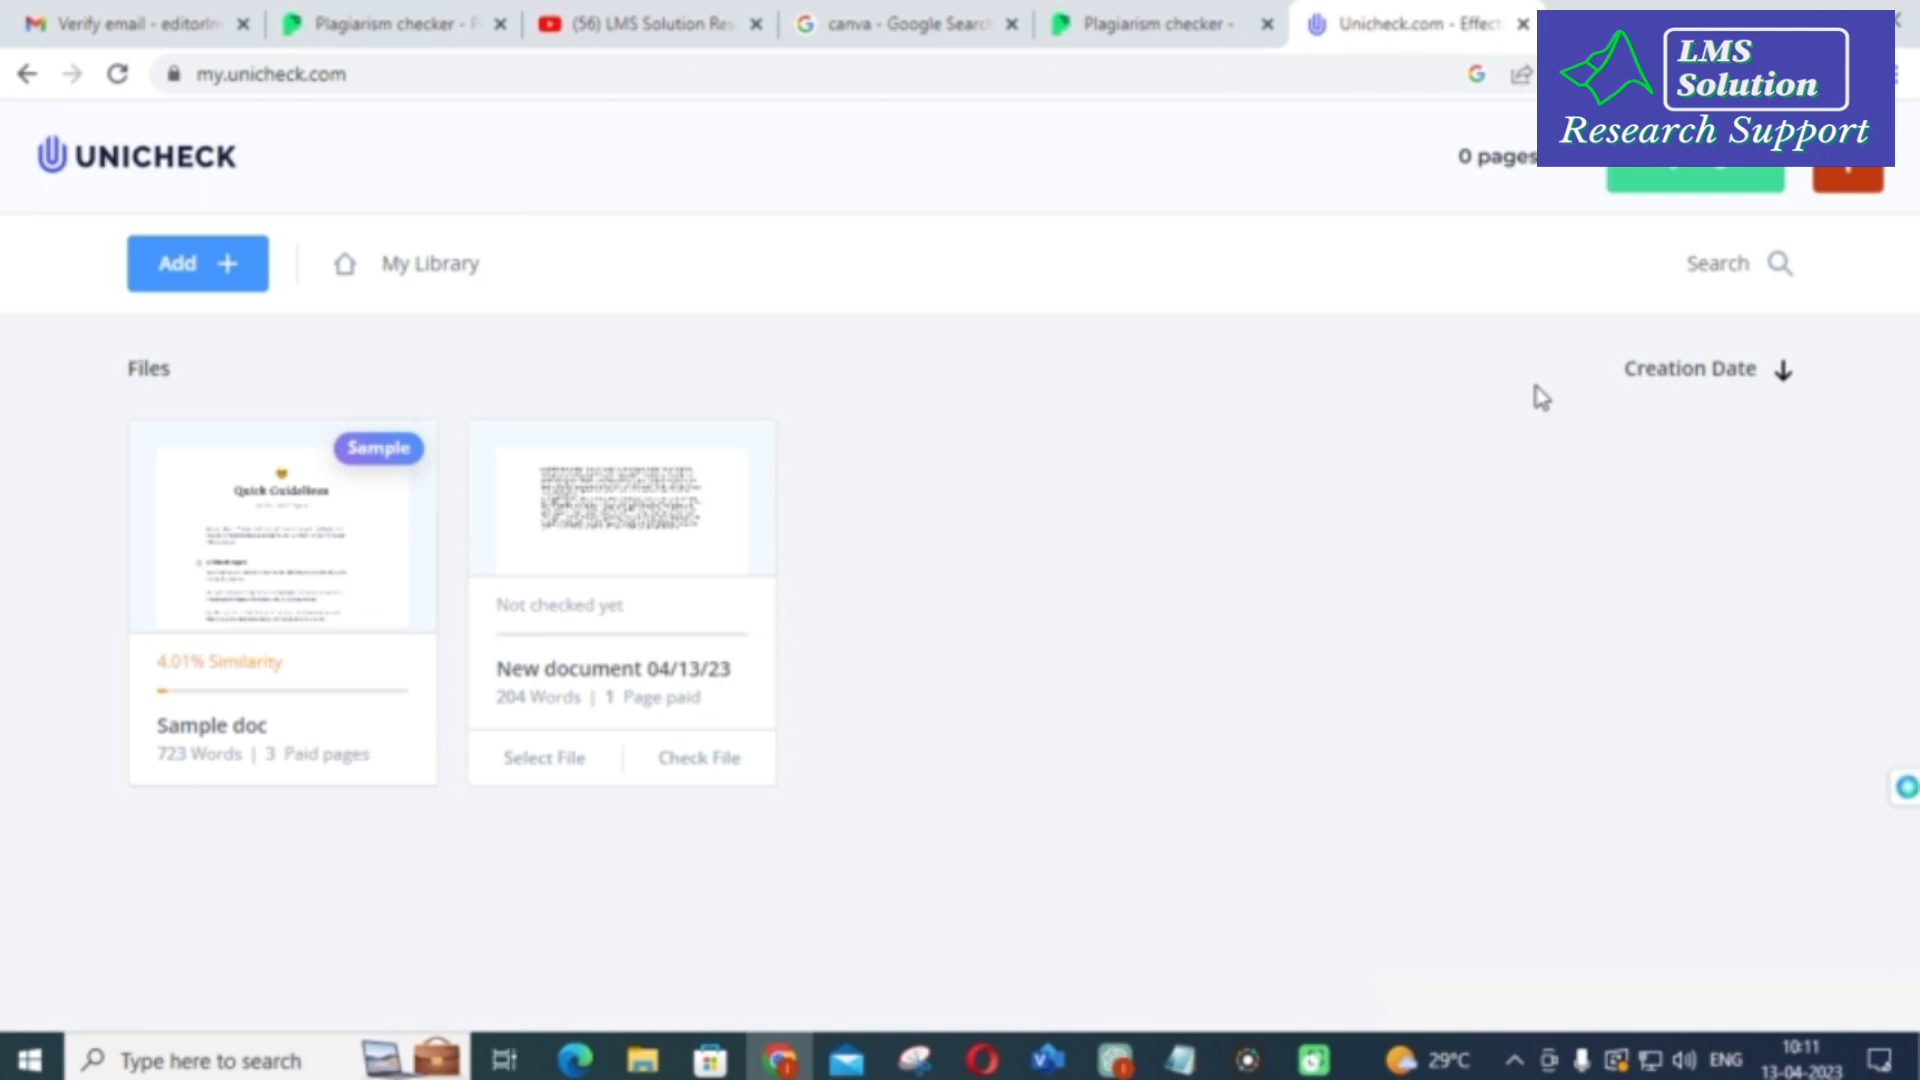 Verify email - editorlm
Plagiarism checker - P
(56) LMS Solution Res
canva - Google Search
Plagiarism checker -
Unicheck.com - Effect
my.unicheck.com
LMS
Solution
Research Support
UNICHECK
0 pages
Add +
My Library
Search
Files
Creation Date
Sample
Quick Guidelines
4.01% Similarity
Sample doc
723 Words | 3 Paid pages
Not checked yet
New document 04/13/23
204 Words | 1 Page paid
Select File
Check File
Type here to search
29°C
ENG
10:11
13-04-2023